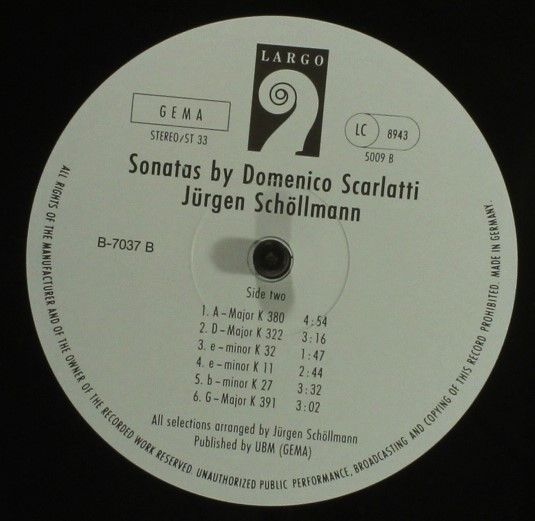 LARGO
GEMA
STEREO/ST 33
LC 8943
5009 B
Sonatas by Domenico Scarlatti
Jürgen Schöllmann
B-7037 B
Side two
1. A–Major K 380 4:54
2. D–Major K 322 3:16
3. e–minor K 32 1:47
4. e–minor K 11 2:44
5. b–minor K 27 3:32
6. G–Major K 391 3:02
All selections arranged by Jürgen Schöllmann
Published by UBM (GEMA)
ALL RIGHTS OF THE MANUFACTURER AND OF THE OWNER OF THE RECORDED WORK RESERVED. UNAUTHORIZED PUBLIC PERFORMANCE, BROADCASTING AND COPYING OF THIS RECORD PROHIBITED. MADE IN GERMANY.